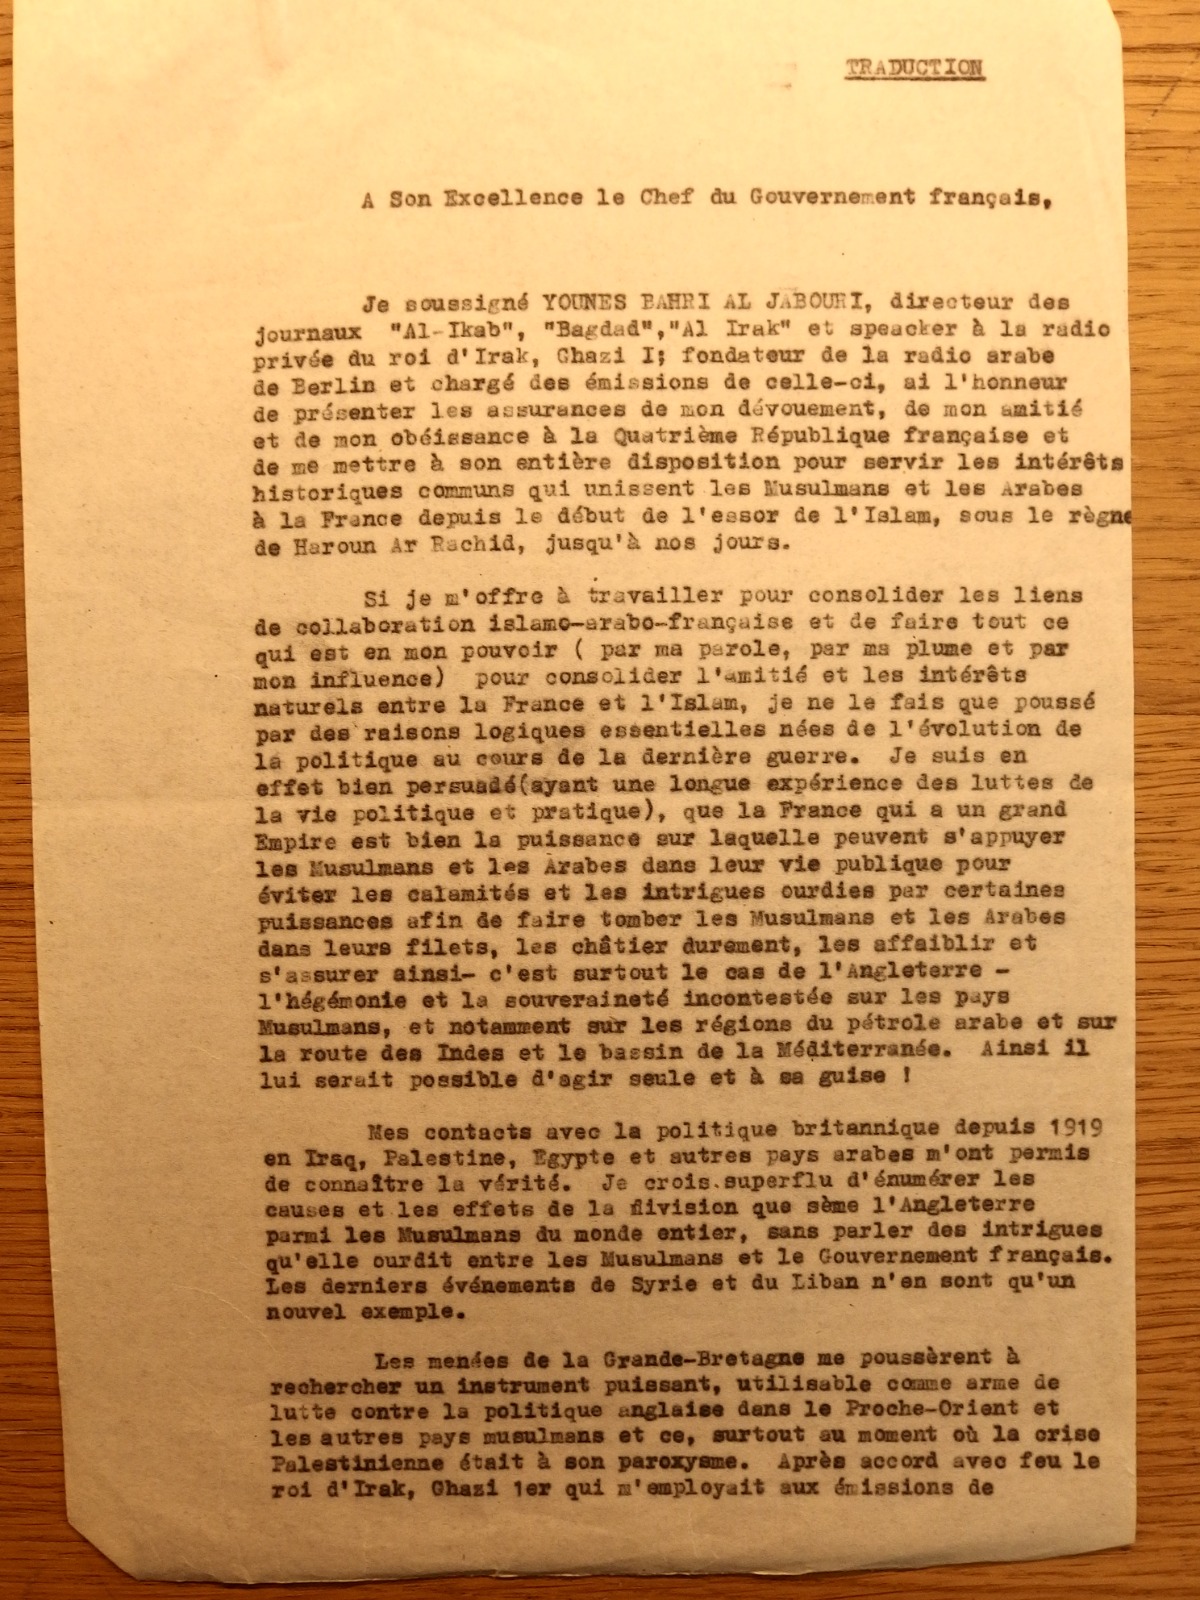 TRADUCTION
A Son Excellence le Chef du Gouvernement français,
Je soussigné YOUNES BAHRI AL JABOURI, directeur des
journaux "Al-Ikab", "Bagdad","Al Irak" et speacker à la radio
privée du roi d'Irak, Ghazi I; fondateur de la radio arabe
de Berlin et chargé des émissions de celle-ci, ai l'honneur
de présenter les assurances de mon dévouement, de mon amitié
et de mon obéissance à la Quatrième République française et
de me mettre à son entière disposition pour servir les intérêts
historiques communs qui unissent les Musulmans et les Arabes
à la France depuis le début de l'essor de l'Islam, sous le règne
de Haroun Ar Rachid, jusqu'à nos jours.
Si je m'offre à travailler pour consolider les liens
de collaboration islamo-arabo-française et de faire tout ce
qui est en mon pouvoir ( par ma parole, par ma plume et par
mon influence) pour consolider l'amitié et les intérêts
naturels entre la France et l'Islam, je ne le fais que poussé
par des raisons logiques essentielles nées de l'évolution de
la politique au cours de la dernière guerre. Je suis en
effet bien persuadé(ayant une longue expérience des luttes de
la vie politique et pratique), que la France qui a un grand
Empire est bien la puissance sur laquelle peuvent s'appuyer
les Musulmans et les Arabes dans leur vie publique pour
éviter les calamités et les intrigues ourdies par certaines
puissances afin de faire tomber les Musulmans et les Arabes
dans leurs filets, les châtier durement, les affaiblir et
s'assurer ainsi- c'est surtout le cas de l'Angleterre -
l'hégémonie et la souveraineté incontestée sur les pays
Musulmans, et notamment sur les régions du pétrole arabe et sur
la route des Indes et le bassin de la Méditerranée. Ainsi il
lui serait possible d'agir seule et à sa guise !
Mes contacts avec la politique britannique depuis 1919
en Iraq, Palestine, Egypte et autres pays arabes m'ont permis
de connaître la vérité. Je crois superflu d'énumérer les
causes et les effets de la division que sème l'Angleterre
parmi les Musulmans du monde entier, sans parler des intrigues
qu'elle ourdit entre les Musulmans et le Gouvernement français.
Les derniers événements de Syrie et du Liban n'en sont qu'un
nouvel exemple.
Les menées de la Grande-Bretagne me poussèrent à
rechercher un instrument puissant, utilisable comme arme de
lutte contre la politique anglaise dans le Proche-Orient et
les autres pays musulmans et ce, surtout au moment où la crise
Palestinienne était à son paroxysme. Après accord avec feu le
roi d'Irak, Ghazi 1er qui m'employait aux émissions de